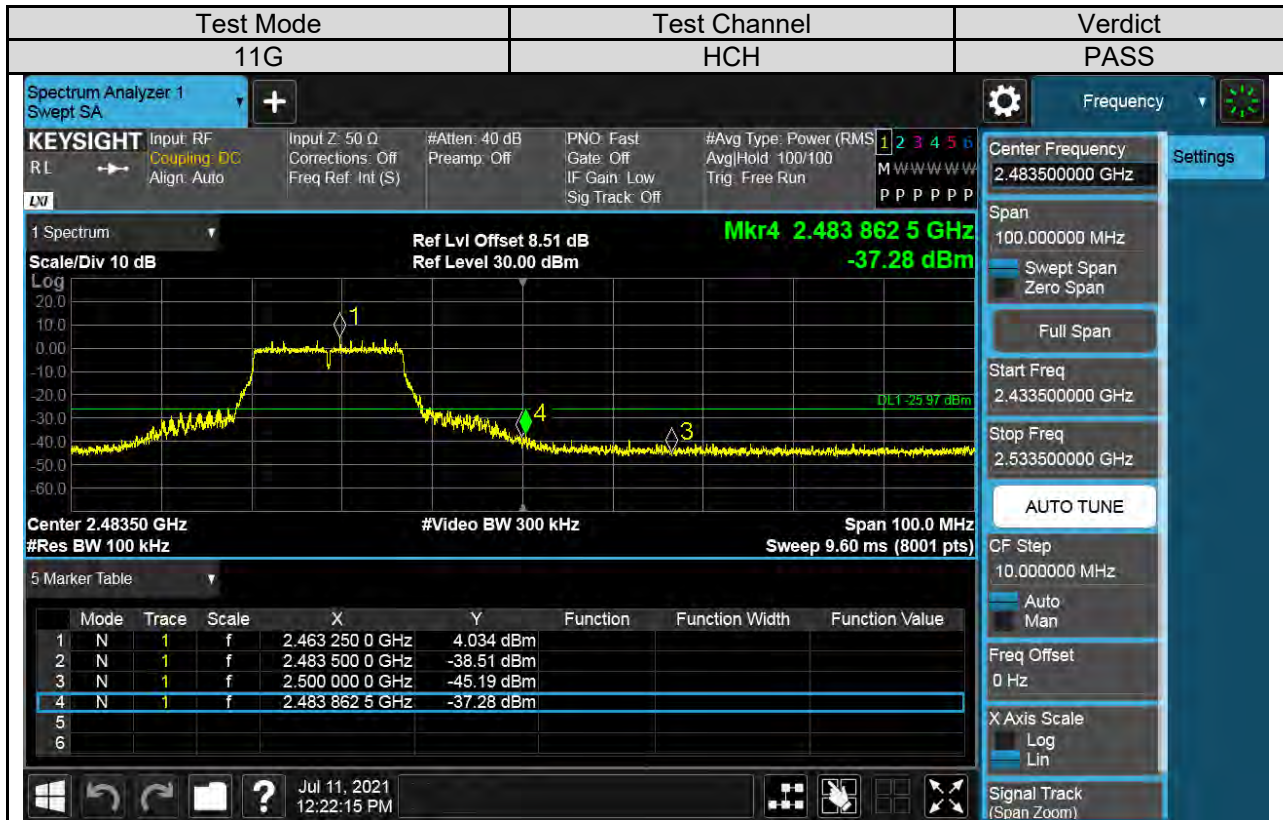 Test Mode Test Channel Verdict
11G HCH PASS
Spectrum Analyzer 1
Swept SA
+
Frequency
KEYSIGHT Input: RF Input Z: 50 Ω #Atten: 40 dB PNO: Fast #Avg Type: Power (RMS 1 2 3 4 5 6
RL Coupling: DC Corrections: Off Preamp: Off Gate: Off Avg|Hold: 100/100 M W W W W W
Align: Auto Freq Ref: Int (S) IF Gain: Low Trig: Free Run
LXI Sig Track: Off P P P P P P
1 Spectrum
Scale/Div 10 dB
Ref Lvl Offset 8.51 dB
Ref Level 30.00 dBm
Mkr4 2.483 862 5 GHz
-37.28 dBm
Log
20.0
10.0
0.00
-10.0
-20.0
-30.0
-40.0
-50.0
-60.0
1
4
3
DL1 -25.97 dBm
Center 2.48350 GHz #Video BW 300 kHz Span 100.0 MHz
#Res BW 100 kHz Sweep 9.60 ms (8001 pts)
5 Marker Table
Mode Trace Scale X Y Function Function Width Function Value
1 N 1 f 2.463 250 0 GHz 4.034 dBm
2 N 1 f 2.483 500 0 GHz -38.51 dBm
3 N 1 f 2.500 000 0 GHz -45.19 dBm
4 N 1 f 2.483 862 5 GHz -37.28 dBm
5
6
?
Jul 11, 2021
12:22:15 PM
Center Frequency
2.483500000 GHz
Settings
Span
100.000000 MHz
Swept Span
Zero Span
Full Span
Start Freq
2.433500000 GHz
Stop Freq
2.533500000 GHz
AUTO TUNE
CF Step
10.000000 MHz
Auto
Man
Freq Offset
0 Hz
X Axis Scale
Log
Lin
Signal Track
(Span Zoom)